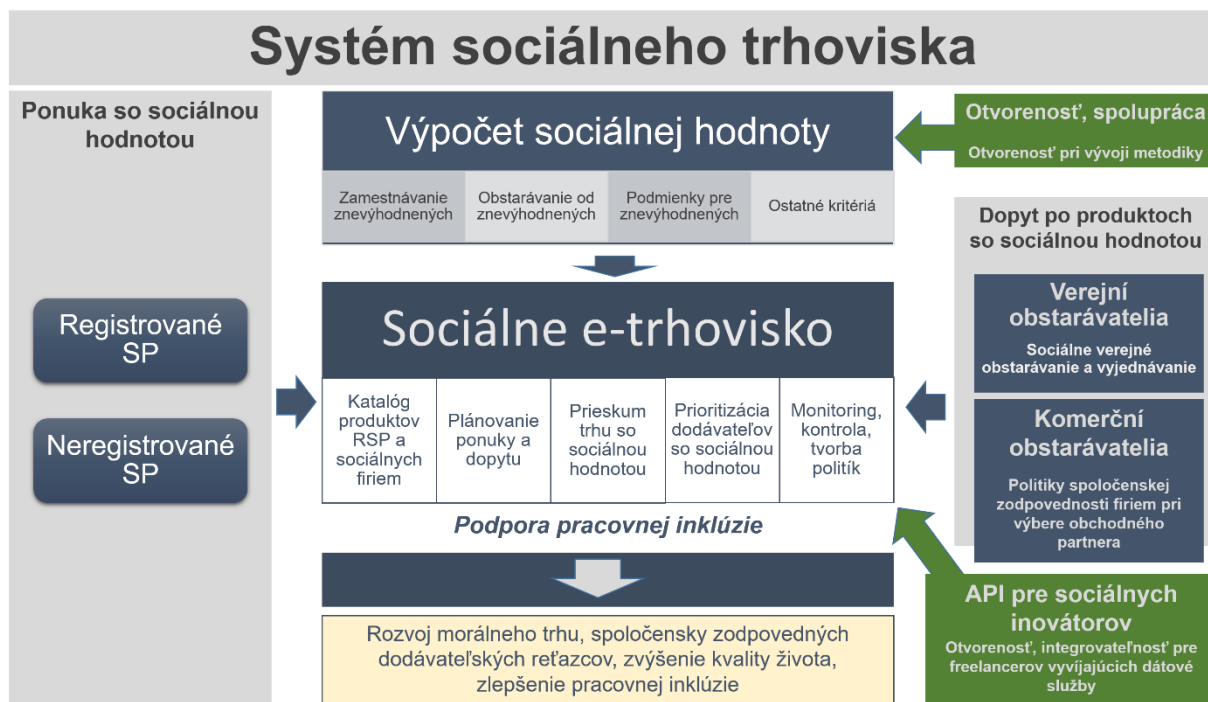 Systém sociálneho trhoviska
Ponuka so sociálnou
hodnotou
Registrované
SP
Neregistrované
SP
Výpočet sociálnej hodnoty
Zamestnávanie
znevýhodnených
Obstarávanie od
znevýhodnených
Podmienky pre
znevýhodnených
Ostatné kritériá
Sociálne e-trhovisko
Katalóg
produktov
RSP a
sociálnych
firiem
Plánovanie
ponuky a
dopytu
Prieskum
trhu so
sociálnou
hodnotou
Prioritizácia
dodávateľov
so sociálnou
hodnotou
Monitoring,
kontrola,
tvorba
politík
Podpora pracovnej inklúzie
Rozvoj morálneho trhu, spoločensky zodpovedných
dodávateľských reťazcov, zvýšenie kvality života,
zlepšenie pracovnej inklúzie
Otvorenosť, spolupráca
Otvorenosť pri vývoji metodiky
Dopyt po produktoch
so sociálnou hodnotou
Verejní
obstarávatelia
Sociálne verejné
obstarávanie a vyjednávanie
Komerční
obstarávatelia
Politiky spoločenskej
zodpovednosti firiem pri
výbere obchodného
partnera
API pre sociálnych
inovátorov
Otvorenosť, integrovateľnosť pre
freelancerov vyvíjajúcich dátové
služby